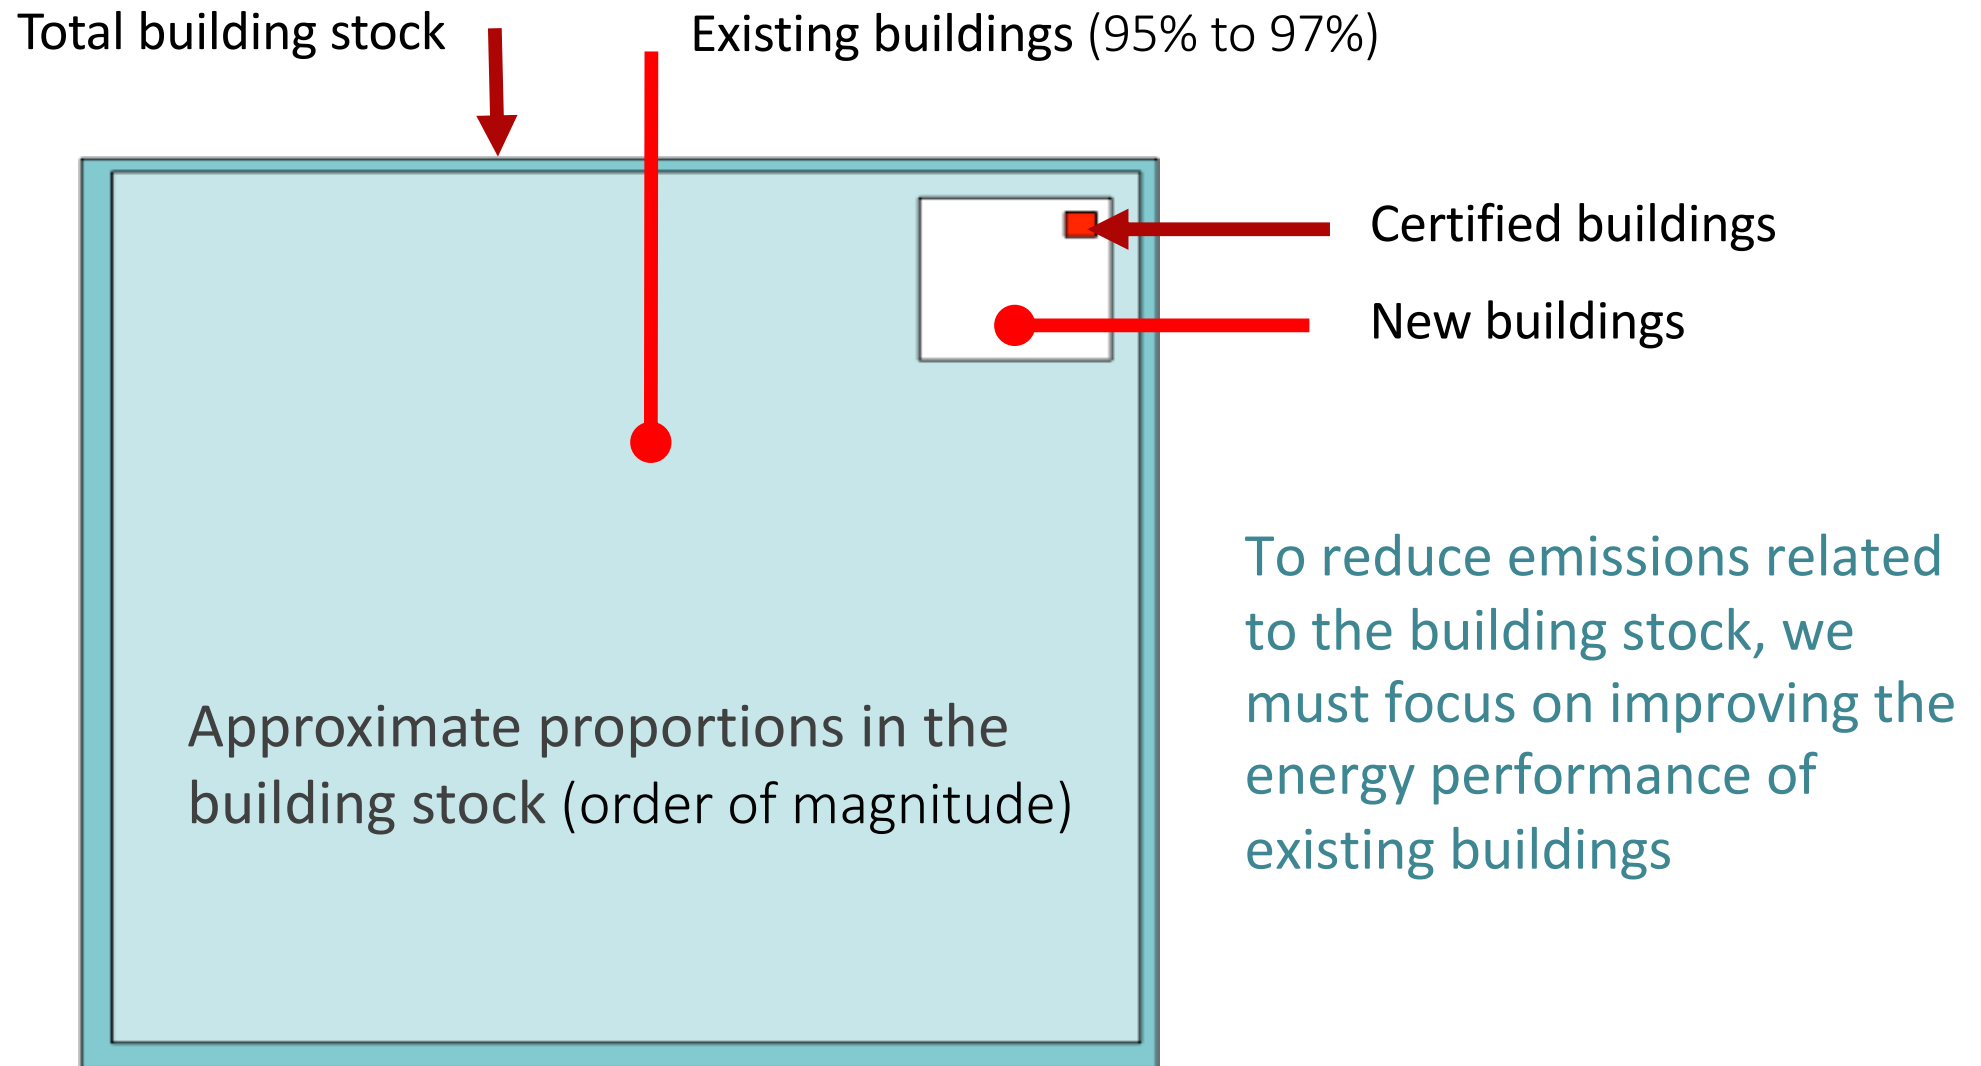 Total building stock
Existing buildings (95% to 97%)
Certified buildings
New buildings
To reduce emissions related
to the building stock, we
must focus on improving the
energy performance of
existing buildings
Approximate proportions in the
building stock (order of magnitude)